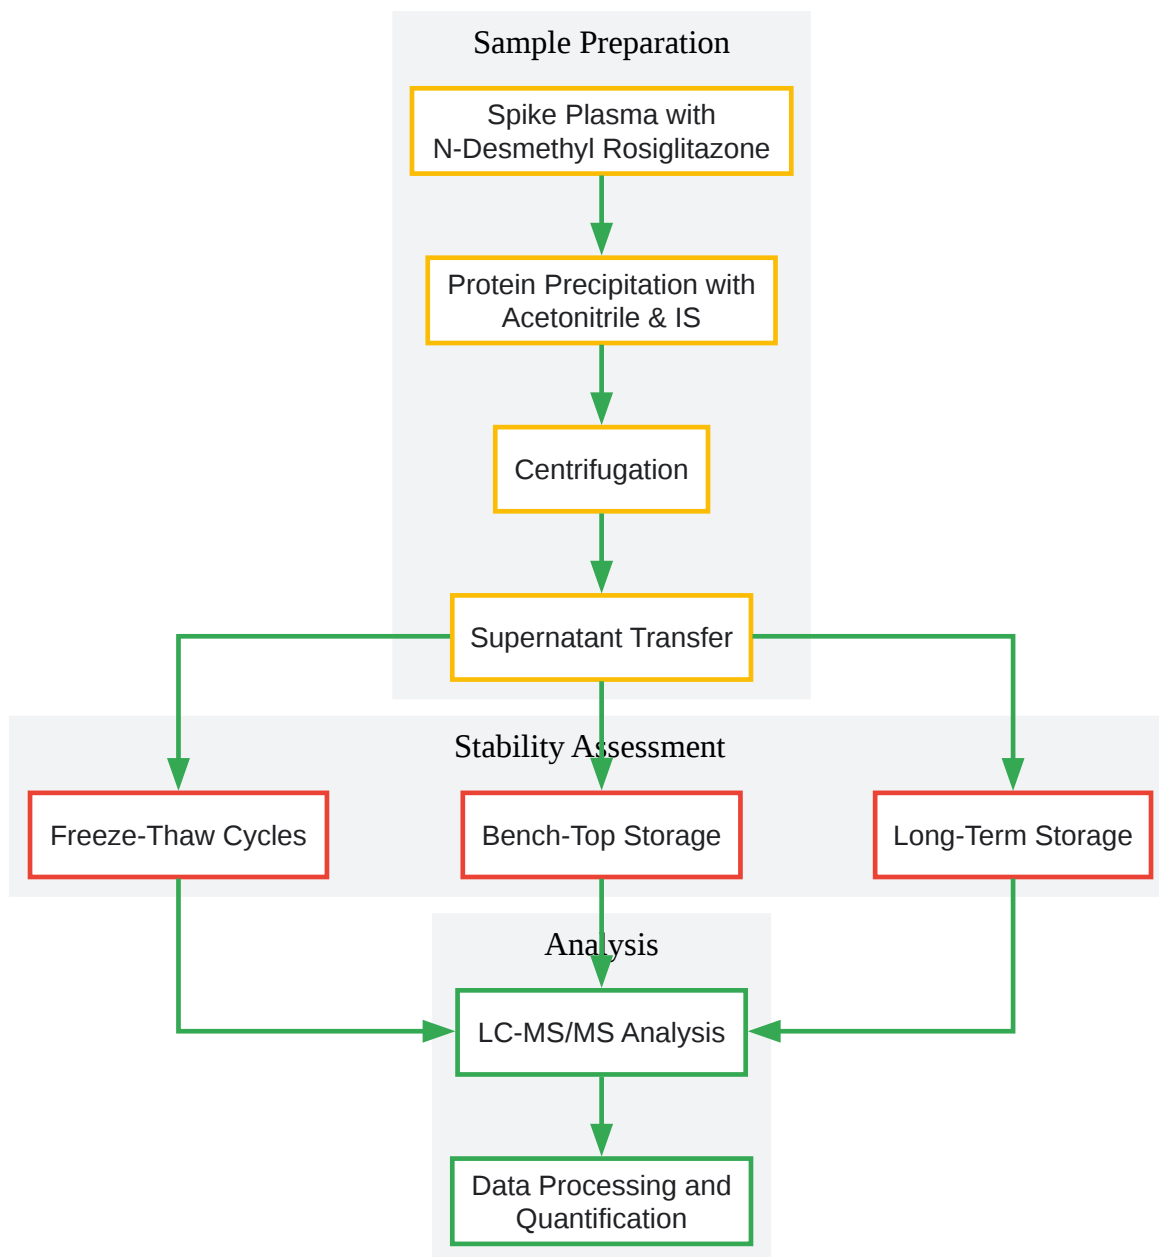 Sample Preparation
Spike Plasma with
N-Desmethyl Rosiglitazone
Protein Precipitation with
Acetonitrile & IS
Centrifugation
Supernatant Transfer
Stability Assessment
Freeze-Thaw Cycles
Bench-Top Storage
Long-Term Storage
Analysis
LC-MS/MS Analysis
Data Processing and
Quantification